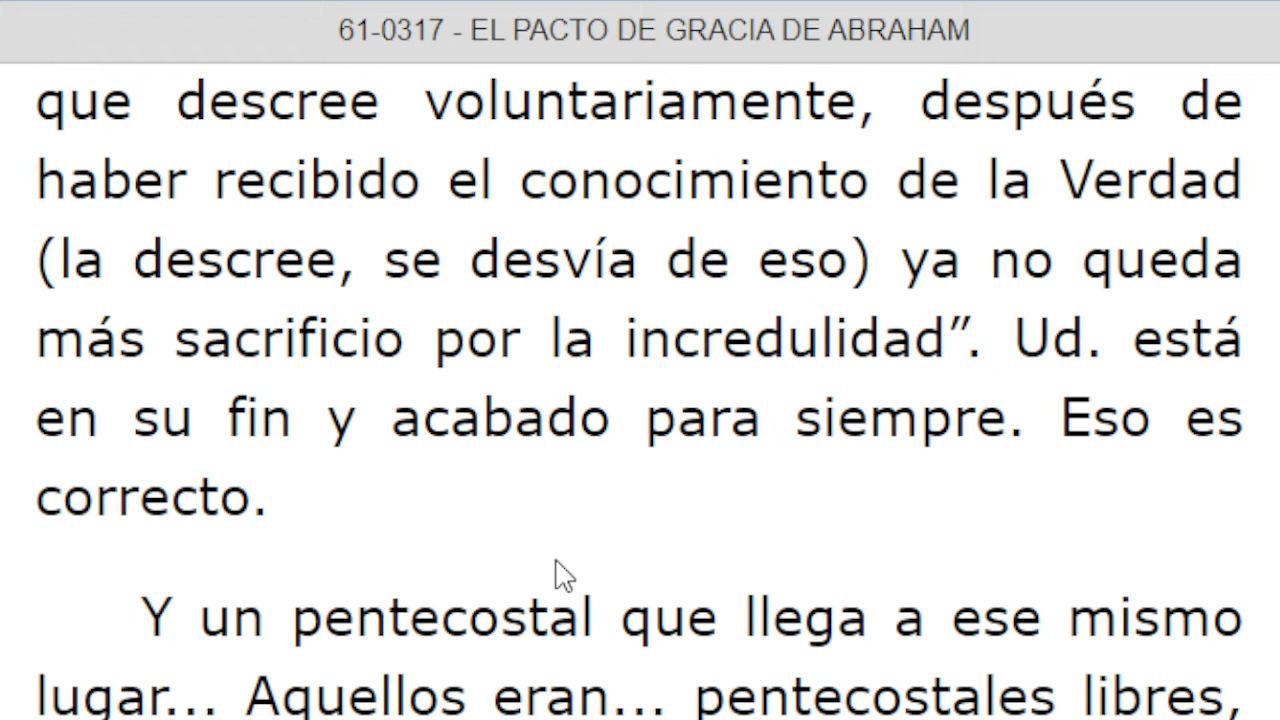 61-0317 - EL PACTO DE GRACIA DE ABRAHAM
que descree voluntariamente, después de
haber recibido el conocimiento de la Verdad
(la descree, se desvía de eso) ya no queda
más sacrificio por la incredulidad”. Ud. está
en su fin y acabado para siempre. Eso es
correcto.
Y un pentecostal que llega a ese mismo
lugar... Aquellos eran... pentecostales libres,